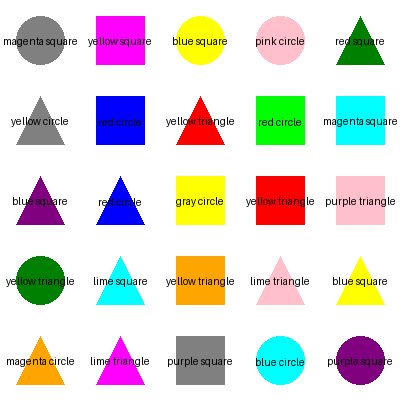 magenta square yellow square blue square pink circle red square
yellow circle red circle yellow triangle red circle magenta square
blue square red circle gray circle yellow triangle purple triangle
yellow triangle lime square yellow triangle lime triangle blue square
magenta circle lime triangle purple square blue circle purple square